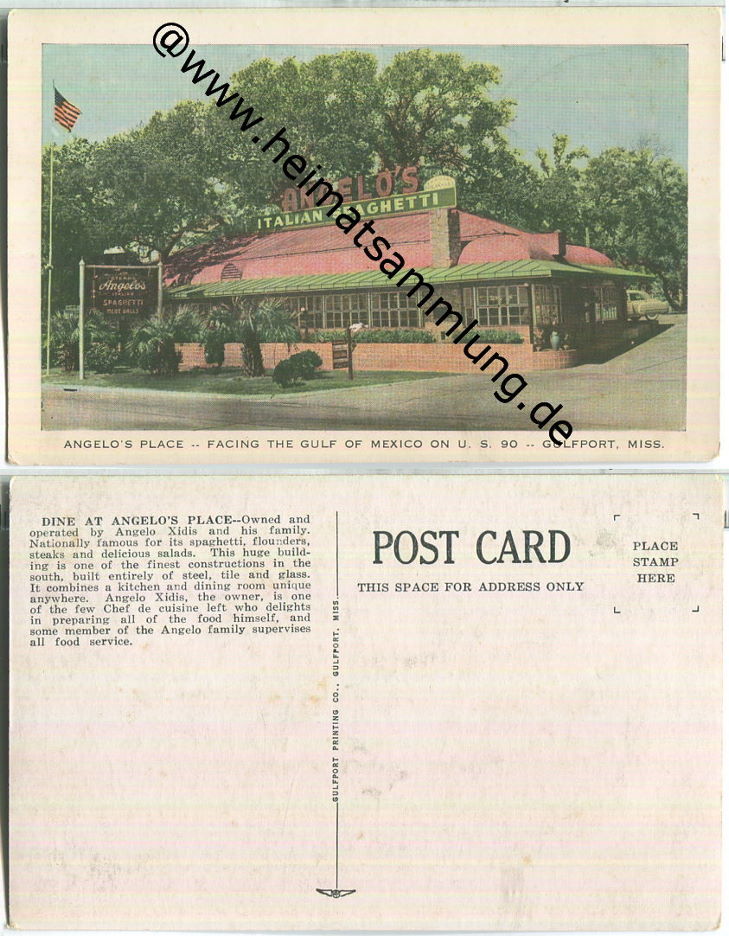 @www.heimatsammlung.de
ANGELO'S
ITALIAN SPAGHETTI
Angelo's
ITALIAN
SPAGHETTI
MEAT BALLS
ANGELO'S PLACE -- FACING THE GULF OF MEXICO ON U. S. 90 -- GULFPORT, MISS.
DINE AT ANGELO'S PLACE--Owned and
operated by Angelo Xidis and his family.
Nationally famous for its spaghetti, flounders,
steaks and delicious salads. This huge build-
ing is one of the finest constructions in the
south, built entirely of steel, tile and glass.
It combines a kitchen and dining room unique
anywhere. Angelo Xidis, the owner, is one
of the few Chef de cuisine left who delights
in preparing all of the food himself, and
some member of the Angelo family supervises
all food service.
GULFPORT PRINTING CO., GULFPORT, MISS.
POST CARD
THIS SPACE FOR ADDRESS ONLY
PLACE
STAMP
HERE